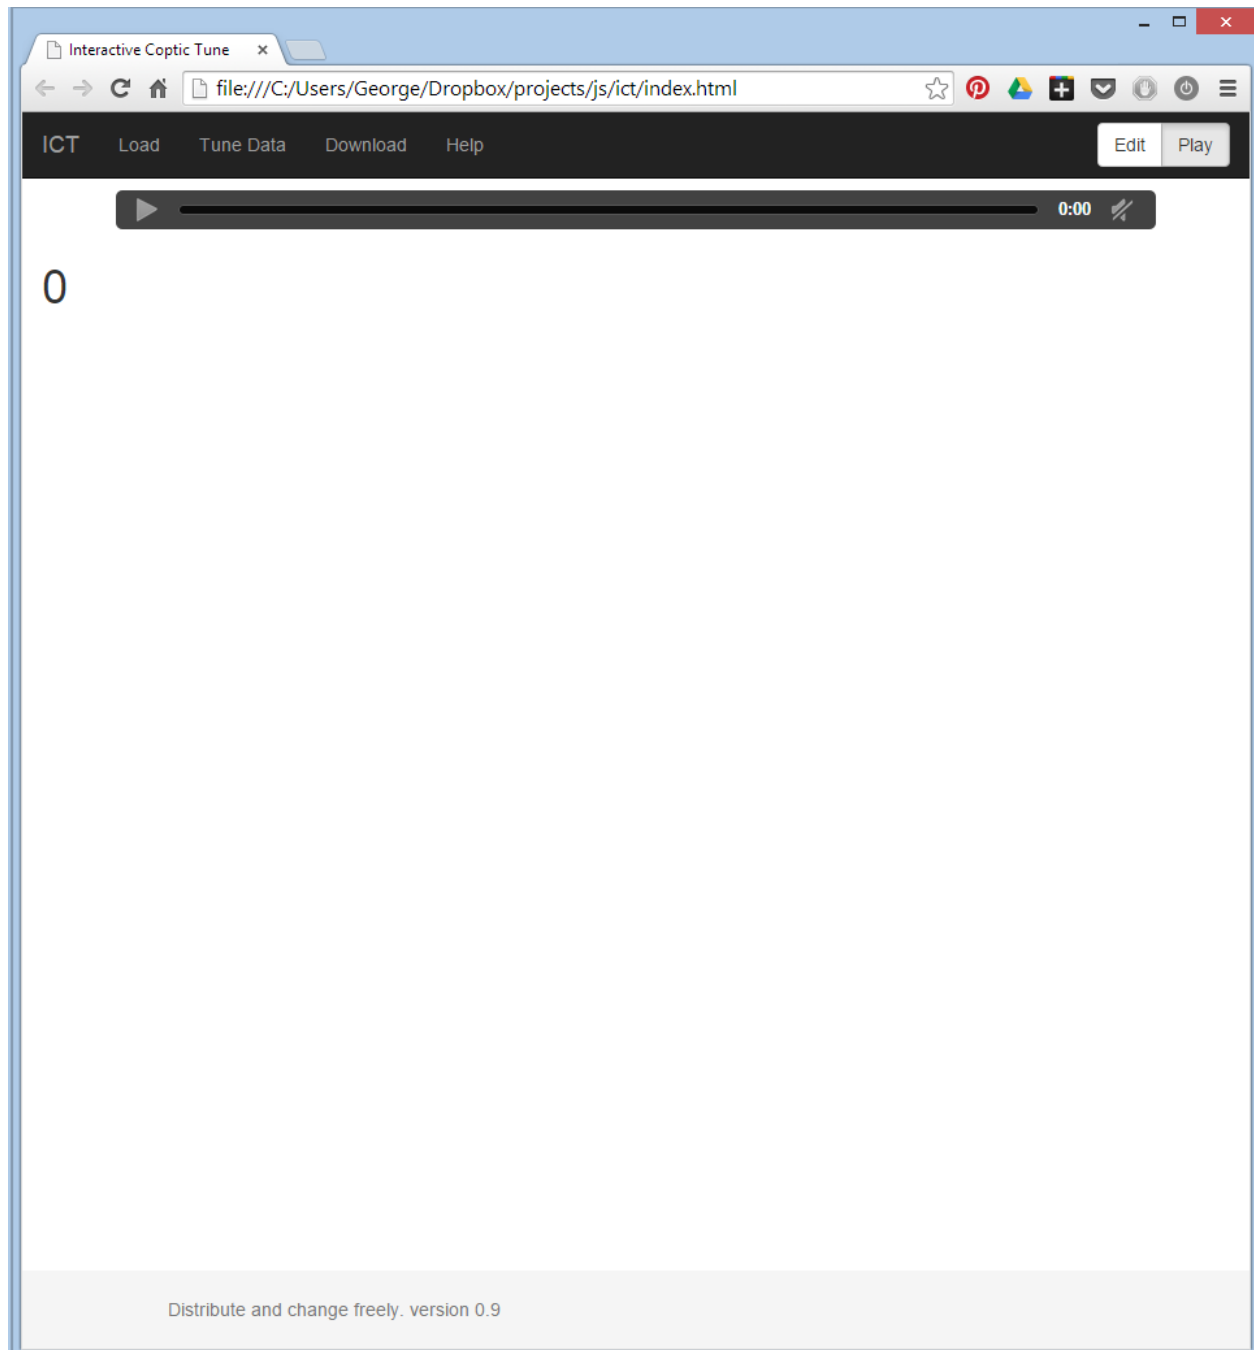 Interactive Coptic Tune
file:///C:/Users/George/Dropbox/projects/js/ict/index.html
ICT Load Tune Data Download Help Edit Play
0:00
0
Distribute and change freely. version 0.9